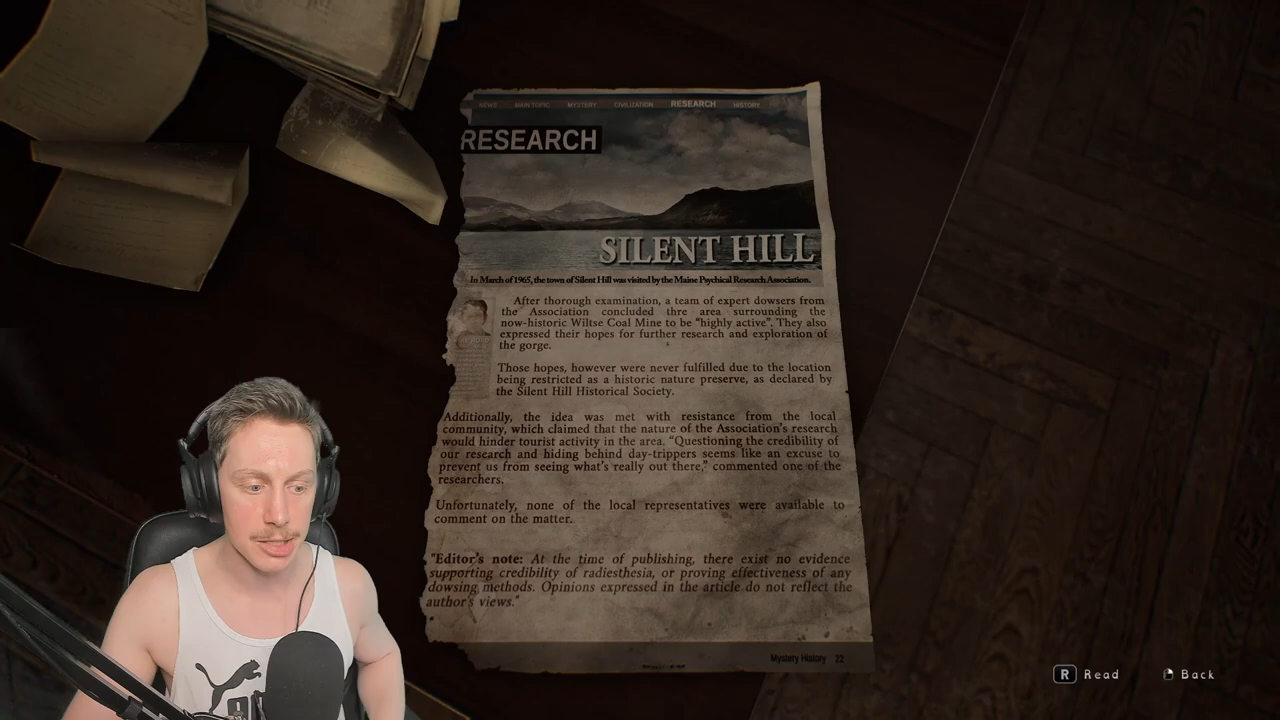 NEWS MAIN TOPIC MYSTERY CIVILIZATION RESEARCH HISTORY
RESEARCH
SILENT HILL
In March of 1965, the town of Silent Hill was visited by the Maine Psychical Research Association.
After thorough examination, a team of expert dowsers from
the Association concluded thre area surrounding the
now-historic Wiltse Coal Mine to be “highly active”. They also
expressed their hopes for further research and exploration of
the gorge.
Those hopes, however were never fulfilled due to the location
being restricted as a historic nature preserve, as declared by
the Silent Hill Historical Society.
Additionally, the idea was met with resistance from the local
community, which claimed that the nature of the Association's research
would hinder tourist activity in the area. “Questioning the credibility of
our research and hiding behind day-trippers seems like an excuse to
prevent us from seeing what's really out there,” commented one of the
researchers.
Unfortunately, none of the local representatives were available to
comment on the matter.
"Editor's note: At the time of publishing, there exist no evidence
supporting credibility of radiesthesia, or proving effectiveness of any
dowsing methods. Opinions expressed in the article do not reflect the
author's views."
Mystery History 22
R Read Back